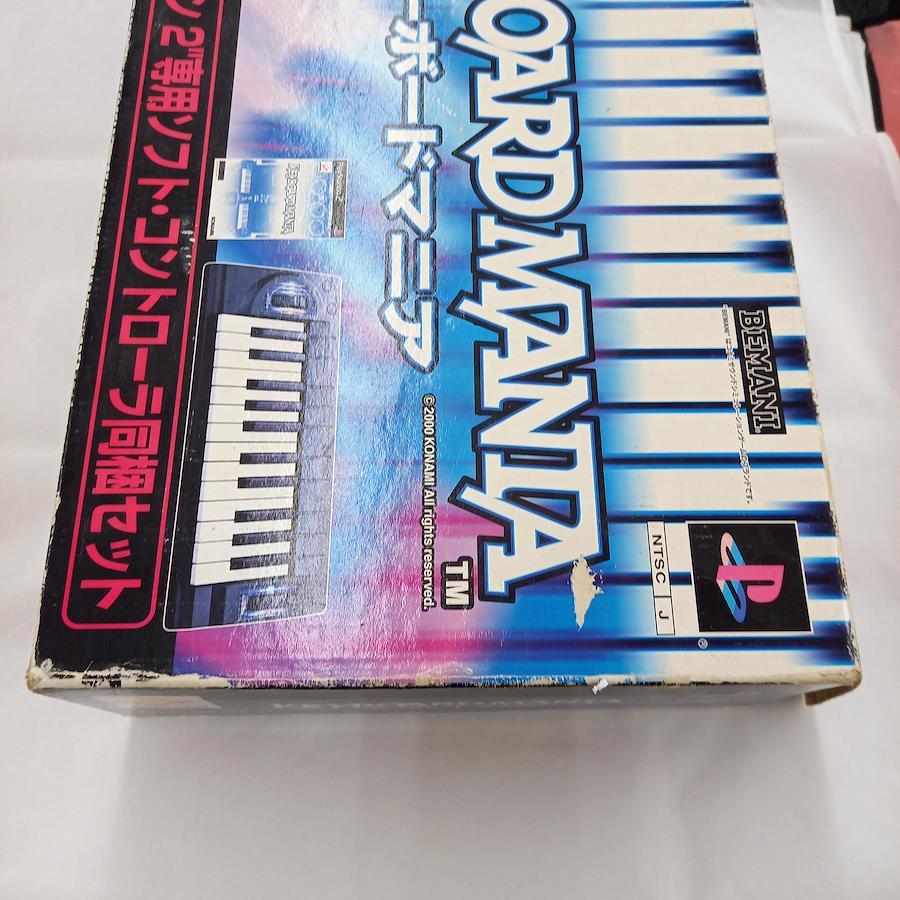 OARDMANIA
TM
ーボードマニア
©2000 KONAMI All rights reserved.
BEMANI
NTSC J
ン2"専用ソフト・コントローラ同梱セット